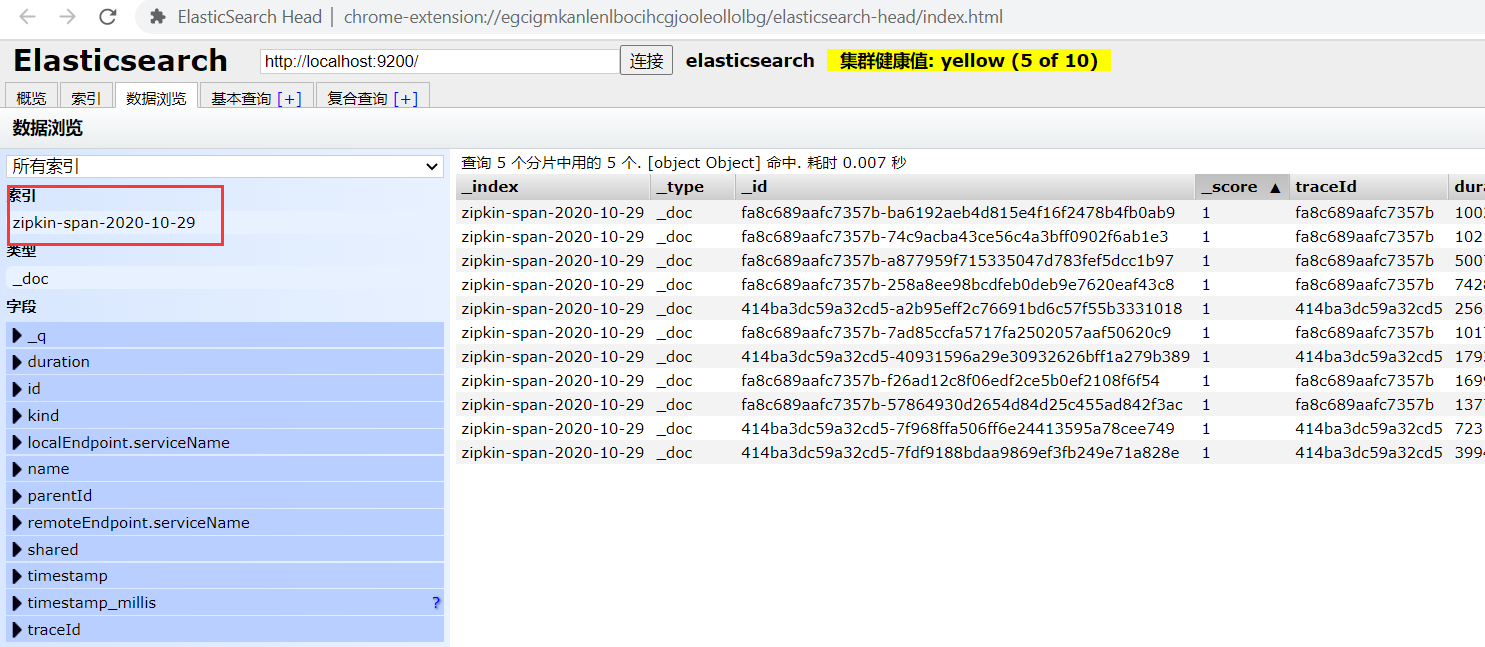 ElasticSearch Head | chrome-extension://egcigmkanlenlbocihcgjooleollolbg/elasticsearch-head/index.html
Elasticsearch http://localhost:9200/ 连接 elasticsearch 集群健康值: yellow (5 of 10)
概览 索引 数据浏览 基本查询 [+] 复合查询 [+]
数据浏览
所有索引
索引
zipkin-span-2020-10-29
类型
_doc
字段
_q
duration
id
kind
localEndpoint.serviceName
name
parentId
remoteEndpoint.serviceName
shared
timestamp
timestamp_millis ?
traceId
查询 5 个分片中用的 5 个. [object Object] 命中. 耗时 0.007 秒
_index _type _id _score ▲ traceId dura
zipkin-span-2020-10-29 _doc fa8c689aafc7357b-ba6192aeb4d815e4f16f2478b4fb0ab9 1 fa8c689aafc7357b 100
zipkin-span-2020-10-29 _doc fa8c689aafc7357b-74c9acba43ce56c4a3bff0902f6ab1e3 1 fa8c689aafc7357b 102
zipkin-span-2020-10-29 _doc fa8c689aafc7357b-a877959f715335047d783fef5dcc1b97 1 fa8c689aafc7357b 500
zipkin-span-2020-10-29 _doc fa8c689aafc7357b-258a8ee98bcdfeb0deb9e7620eaf43c8 1 fa8c689aafc7357b 742
zipkin-span-2020-10-29 _doc 414ba3dc59a32cd5-a2b95eff2c76691bd6c57f55b3331018 1 414ba3dc59a32cd5 256
zipkin-span-2020-10-29 _doc fa8c689aafc7357b-7ad85ccfa5717fa2502057aaf50620c9 1 fa8c689aafc7357b 101
zipkin-span-2020-10-29 _doc 414ba3dc59a32cd5-40931596a29e30932626bff1a279b389 1 414ba3dc59a32cd5 179
zipkin-span-2020-10-29 _doc fa8c689aafc7357b-f26ad12c8f06edf2ce5b0ef2108f6f54 1 fa8c689aafc7357b 169
zipkin-span-2020-10-29 _doc fa8c689aafc7357b-57864930d2654d84d25c455ad842f3ac 1 fa8c689aafc7357b 137
zipkin-span-2020-10-29 _doc 414ba3dc59a32cd5-7f968ffa506ff6e24413595a78cee749 1 414ba3dc59a32cd5 723
zipkin-span-2020-10-29 _doc 414ba3dc59a32cd5-7fdf9188bdaa9869ef3fb249e71a828e 1 414ba3dc59a32cd5 399